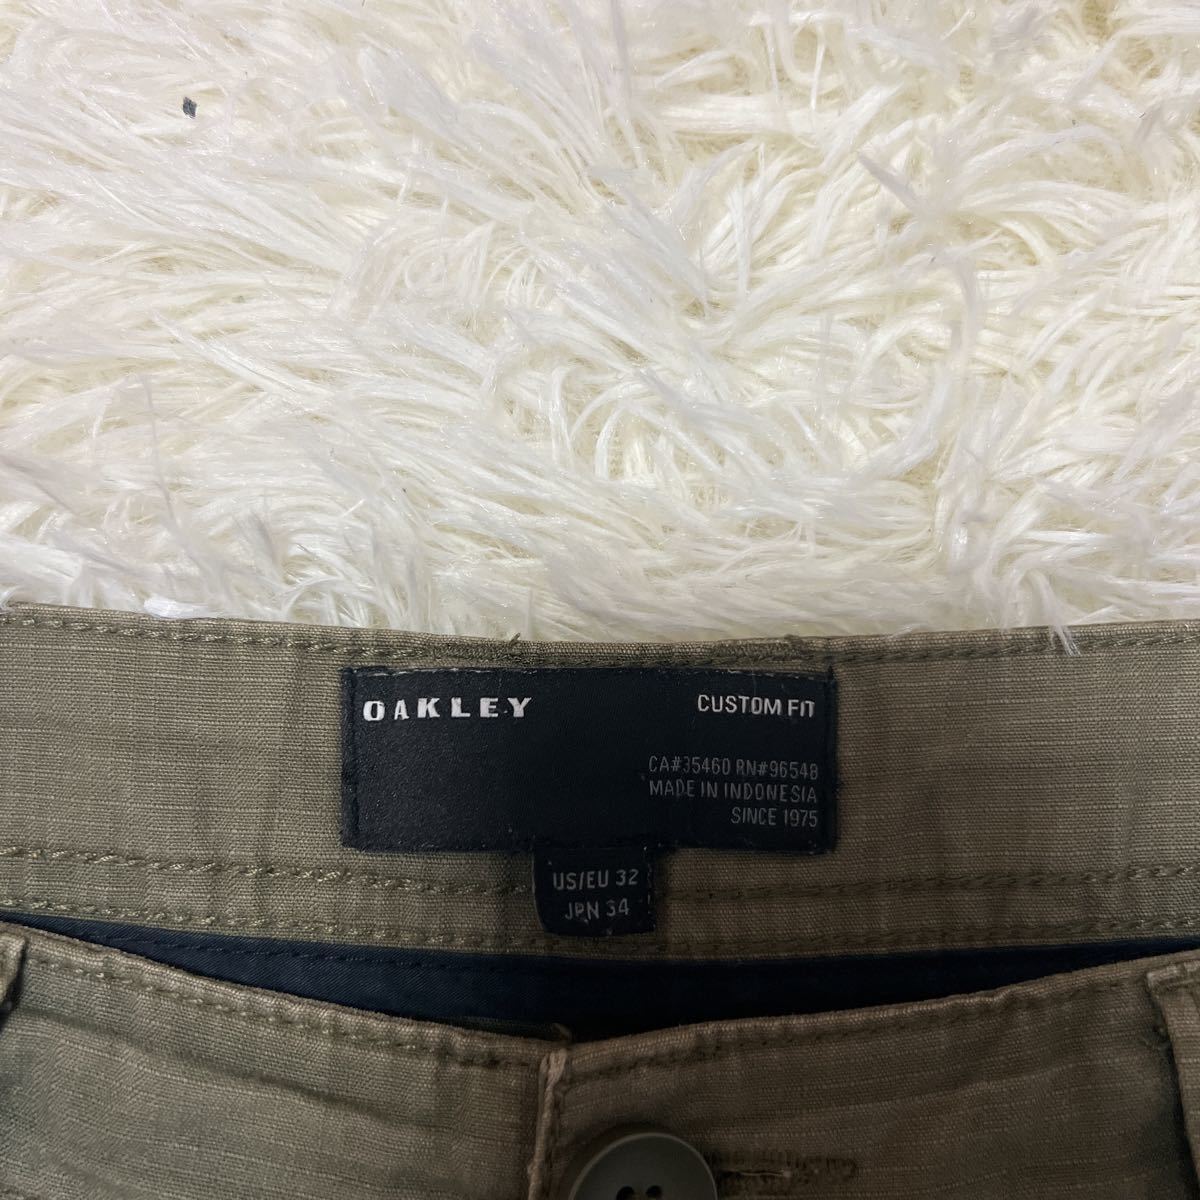 OAKLEY
CUSTOM FIT
CA#35460 RN#96548
MADE IN INDONESIA
SINCE 1975
US/EU 32
JPN 34